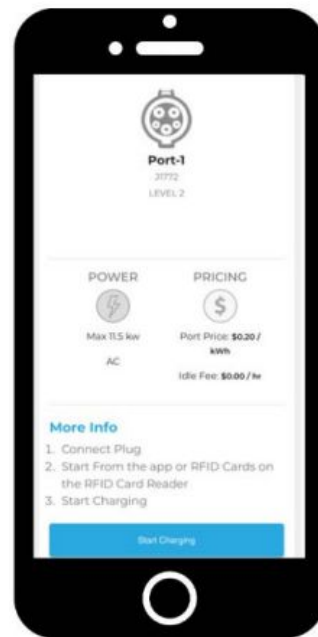 Port-1
J1772
LEVEL 2
POWER
PRICING
$
Max 11.5 kw
Port Price: $0.20 /
kWh
AC
Idle Fee: $0.00 / hr
More Info
1. Connect Plug
2. Start From the app or RFID Cards on
the RFID Card Reader
3. Start Charging
Start Charging